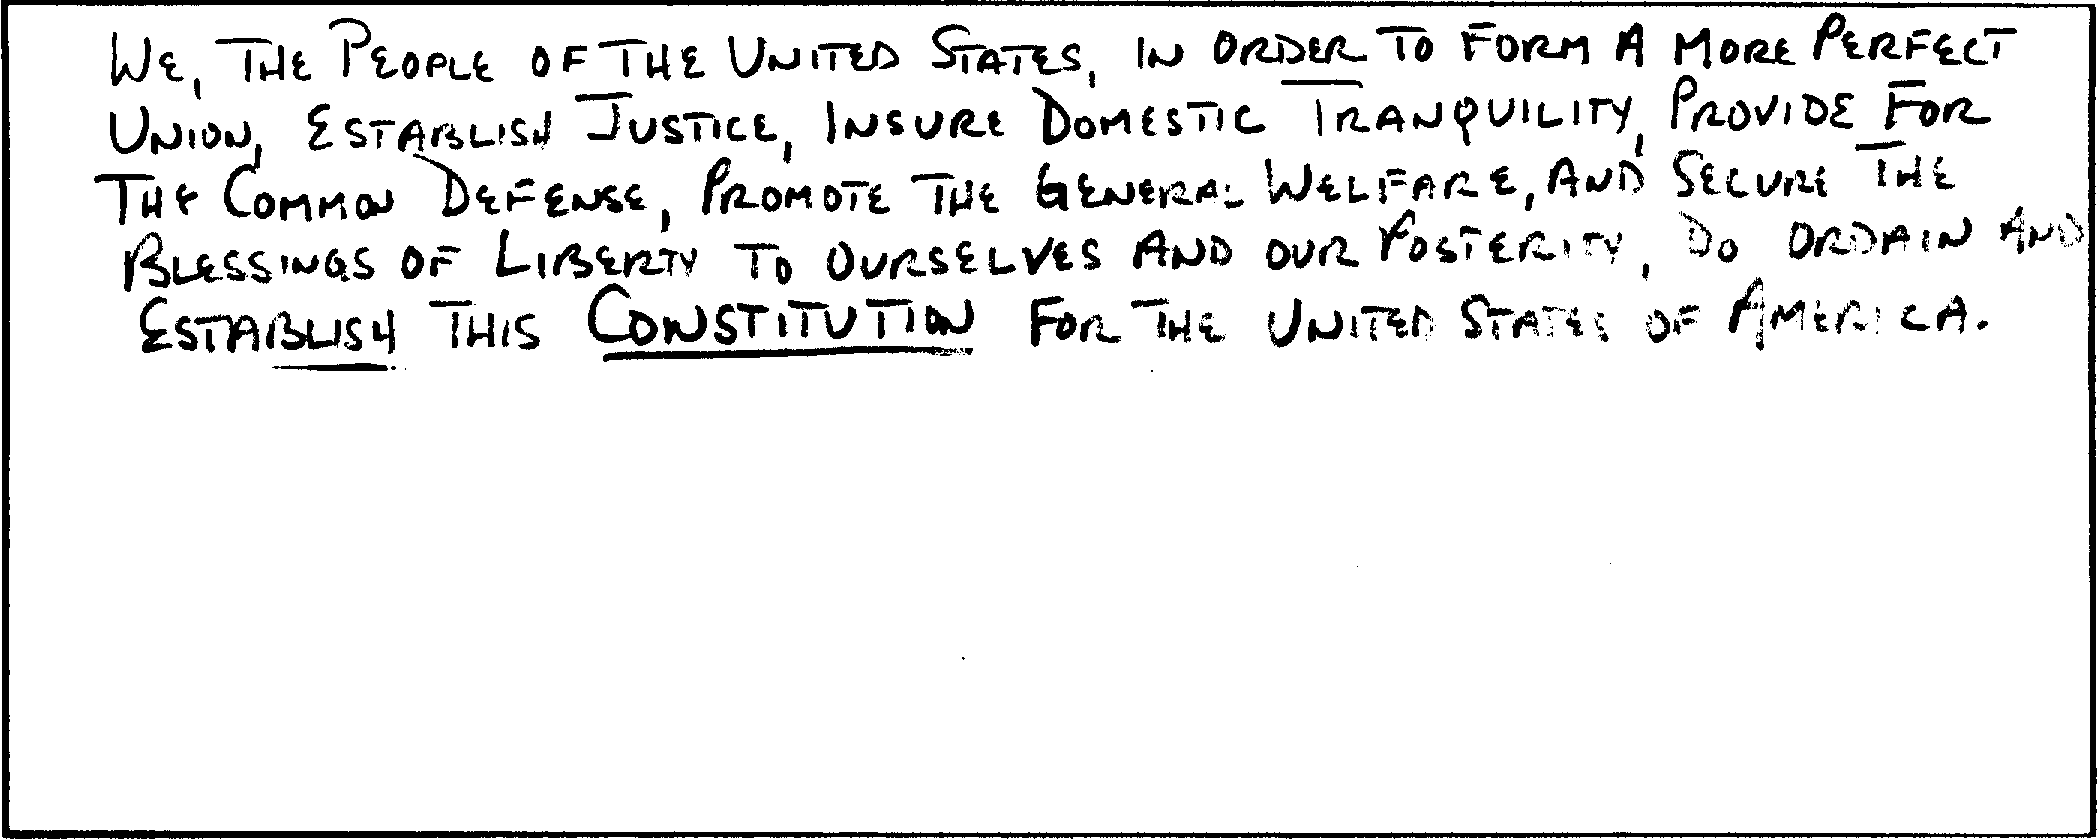 WE, THE PEOPLE OF THE UNITED STATES, IN ORDER TO FORM A MORE PERFECT
UNION, ESTABLISH JUSTICE, INSURE DOMESTIC TRANQUILITY, PROVIDE FOR
THE COMMON DEFENSE, PROMOTE THE GENERAL WELFARE, AND SECURE THE
BLESSINGS OF LIBERTY TO OURSELVES AND OUR POSTERITY, DO ORDAIN AND
ESTABLISH THIS CONSTITUTION FOR THE UNITED STATES OF AMERICA.